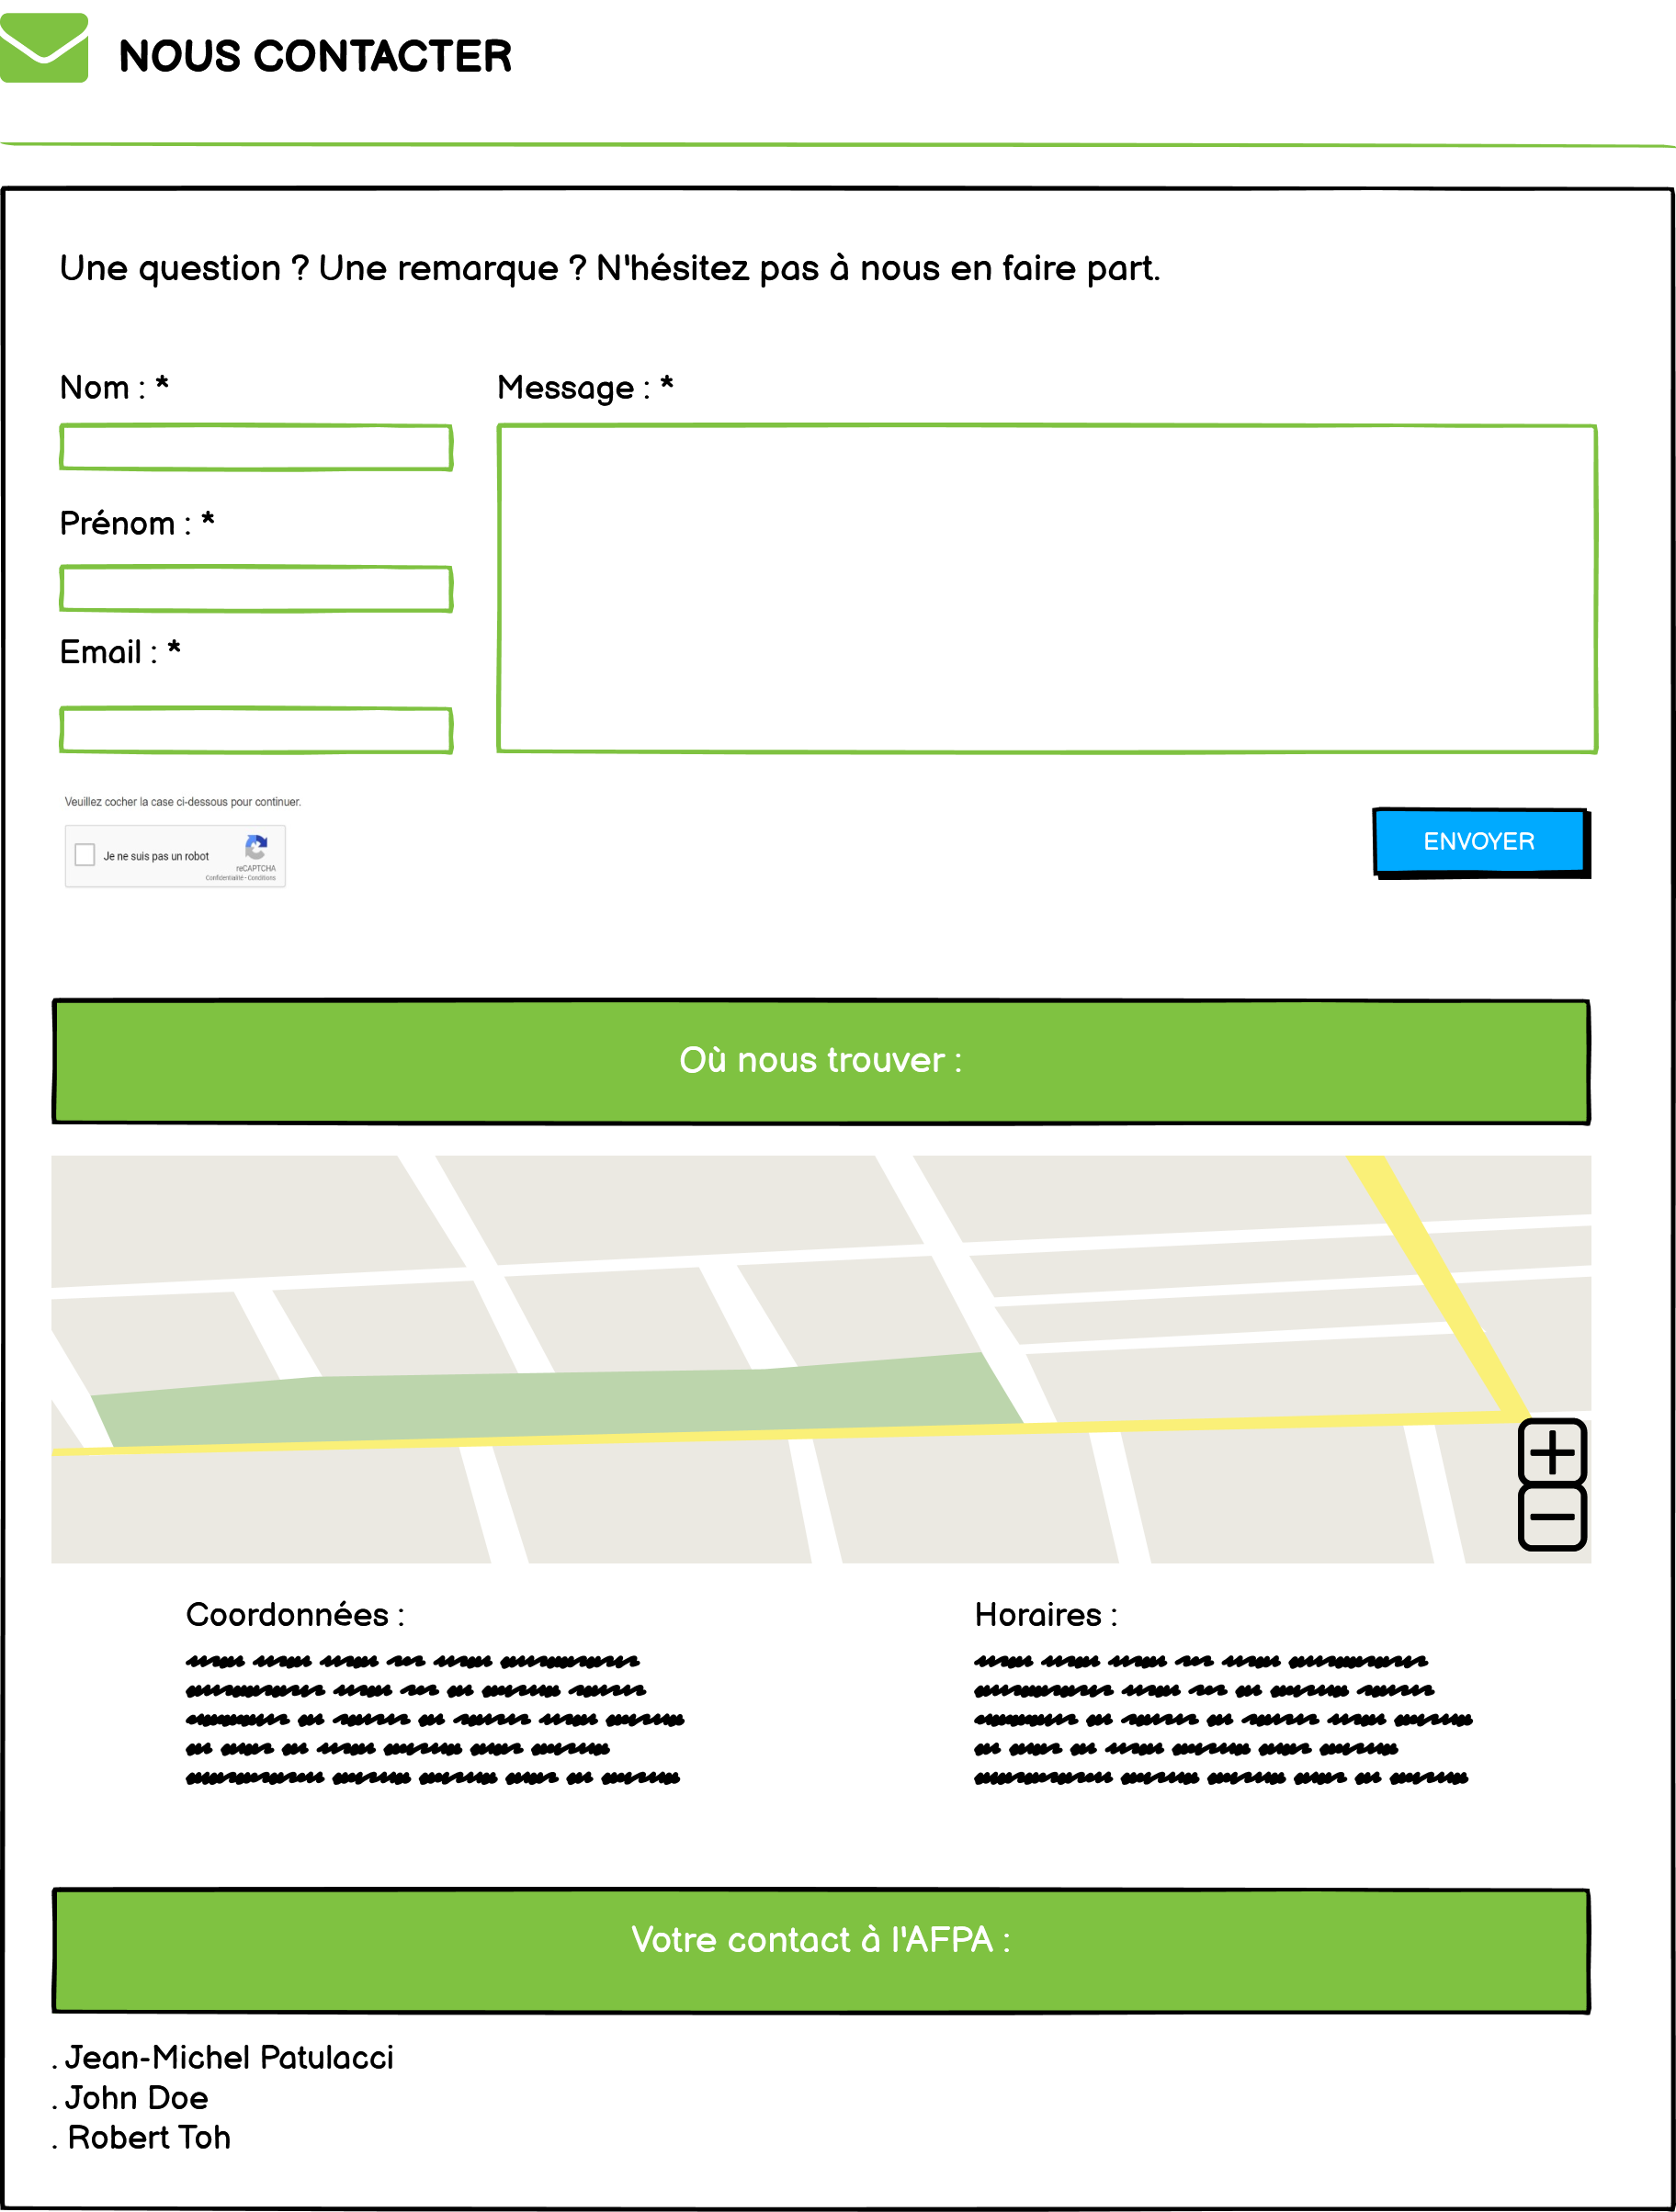 NOUS CONTACTER
Une question ? Une remarque ? N'hésitez pas à nous en faire part.
Nom : *
Message : *
Prénom : *
Email : *
Veuillez cocher la case ci-dessous pour continuer.
Je ne suis pas un robot
reCAPTCHA
Confidentialité - Conditions
ENVOYER
Où nous trouver :
Coordonnées :
Horaires :
Votre contact à l'AFPA :
. Jean-Michel Patulacci
. John Doe
. Robert Toh